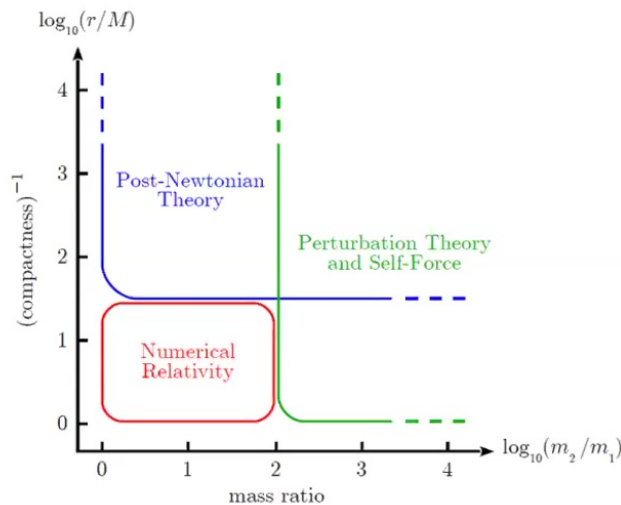 log₁₀(r/M)
4
3
2
1
0
(compactness)⁻¹
Post-Newtonian
Theory
Perturbation Theory
and Self-Force
Numerical
Relativity
0 1 2 3 4
log₁₀(m₂/m₁)
mass ratio